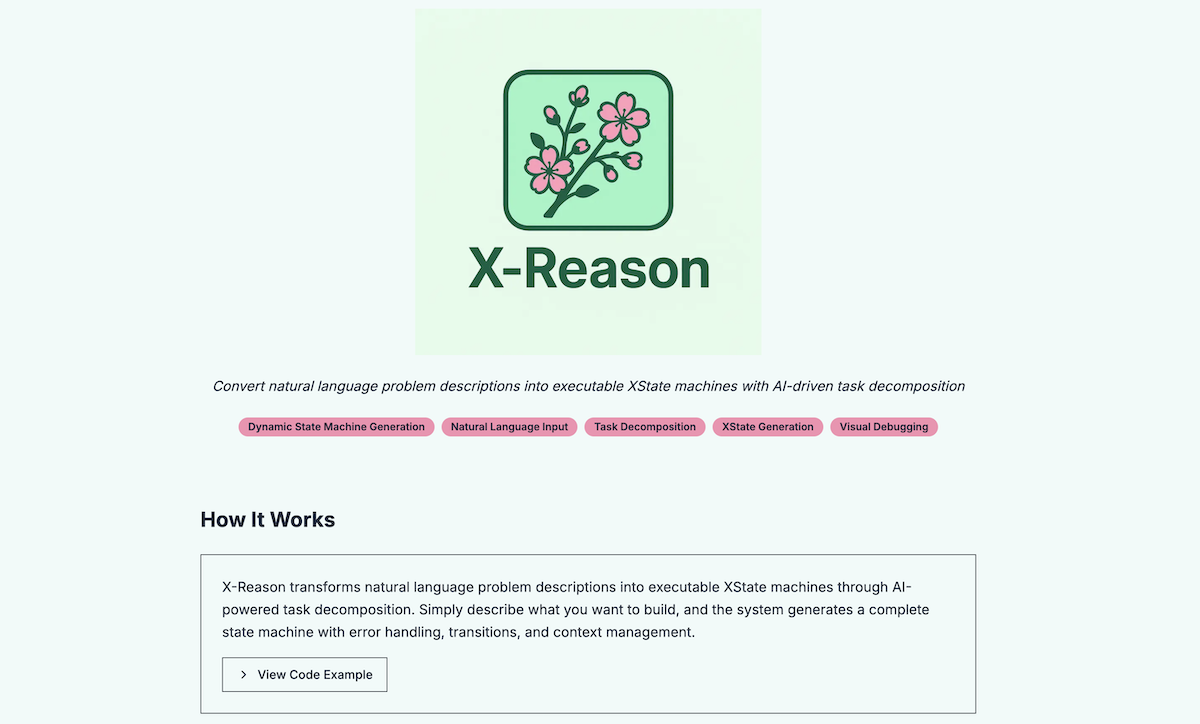 X-Reason
Convert natural language problem descriptions into executable XState machines with AI-driven task decomposition
Dynamic State Machine Generation
Natural Language Input
Task Decomposition
XState Generation
Visual Debugging
How It Works
X-Reason transforms natural language problem descriptions into executable XState machines through AI-
powered task decomposition. Simply describe what you want to build, and the system generates a complete
state machine with error handling, transitions, and context management.
View Code Example